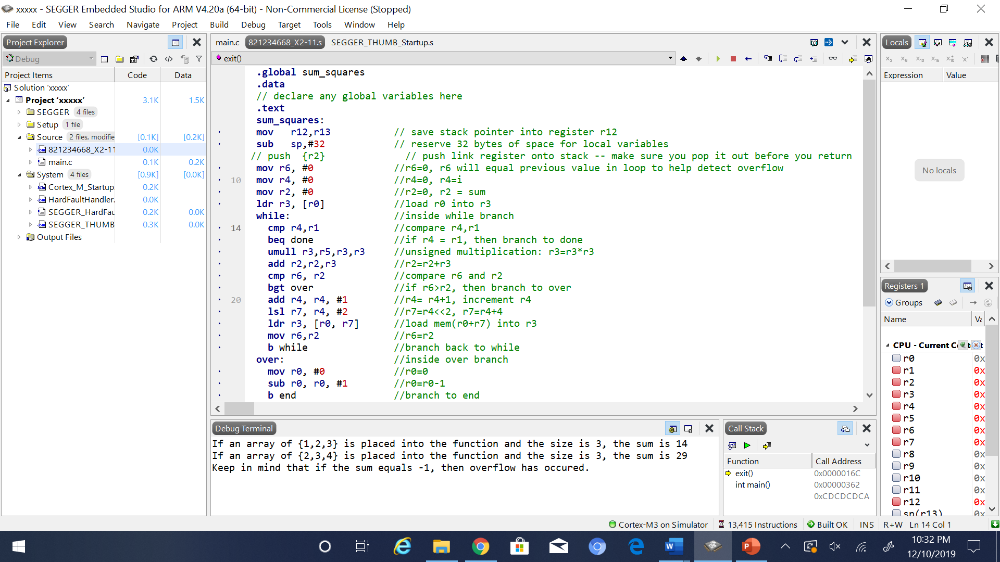 xxxxx - SEGGER Embedded Studio for ARM V4.20a (64-bit) - Non-Commercial License (Stopped)
File Edit View Search Navigate Project Build Debug Target Tools Window Help
Project Explorer
Debug
Project Items Code Data
Solution 'xxxxx'
Project 'xxxxx' 3.1K 1.5K
SEGGER 4 files
Setup 1 file
Source 2 files, modifie [0.1K] [0.2K]
821234668_X2-11 0.0K
main.c 0.1K 0.2K
System 4 files [0.9K] [0.0K]
Cortex_M_Startup 0.2K
HardFaultHandler. 0.0K
SEGGER_HardFau 0.2K 0.0K
SEGGER_THUMB 0.3K 0.0K
Output Files
main.c 821234668_X2-11.s SEGGER_THUMB_Startup.s
exit()
.global sum_squares
.data
// declare any global variables here
.text
sum_squares:
mov r12,r13 // save stack pointer into register r12
sub sp,#32 // reserve 32 bytes of space for local variables
// push {r2} // push link register onto stack -- make sure you pop it out before you return
mov r6, #0 //r6=0, r6 will equal previous value in loop to help detect overflow
10 mov r4, #0 //r4=0, r4=i
mov r2, #0 //r2=0, r2 = sum
ldr r3, [r0] //load r0 into r3
while: //inside while branch
14 cmp r4,r1 //compare r4,r1
beq done //if r4 = r1, then branch to done
umull r3,r5,r3,r3 //unsigned multiplication: r3=r3*r3
add r2,r2,r3 //r2=r2+r3
cmp r6, r2 //compare r6 and r2
bgt over //if r6>r2, then branch to over
20 add r4, r4, #1 //r4= r4+1, increment r4
lsl r7, r4, #2 //r7=r4<<2, r7=r4+4
ldr r3, [r0, r7] //load mem(r0+r7) into r3
mov r6,r2 //r6=r2
b while //branch back to while
over: //inside over branch
mov r0, #0 //r0=0
sub r0, r0, #1 //r0=r0-1
b end //branch to end
Debug Terminal
If an array of {1,2,3} is placed into the function and the size is 3, the sum is 14
If an array of {2,3,4} is placed into the function and the size is 3, the sum is 29
Keep in mind that if the sum equals -1, then overflow has occured.
Call Stack
Function Call Address
exit() 0x0000016C
int main() 0x00000362
0xCDCDCDCA
Locals
x2 x8 x10 x16
Expression Value
No locals
Registers 1
Groups
Name Va
CPU - Current Co t
r0 0x
r1 0x
r2 0x
r3 0x
r4 0x
r5 0x
r6 0x
r7 0x
r8 0x
r9 0x
r10 0x
r11 0x
r12 0x
sp(r13) 0x
Cortex-M3 on Simulator 13,415 Instructions Built OK INS R+W Ln 14 Col 1
10:32 PM
12/10/2019